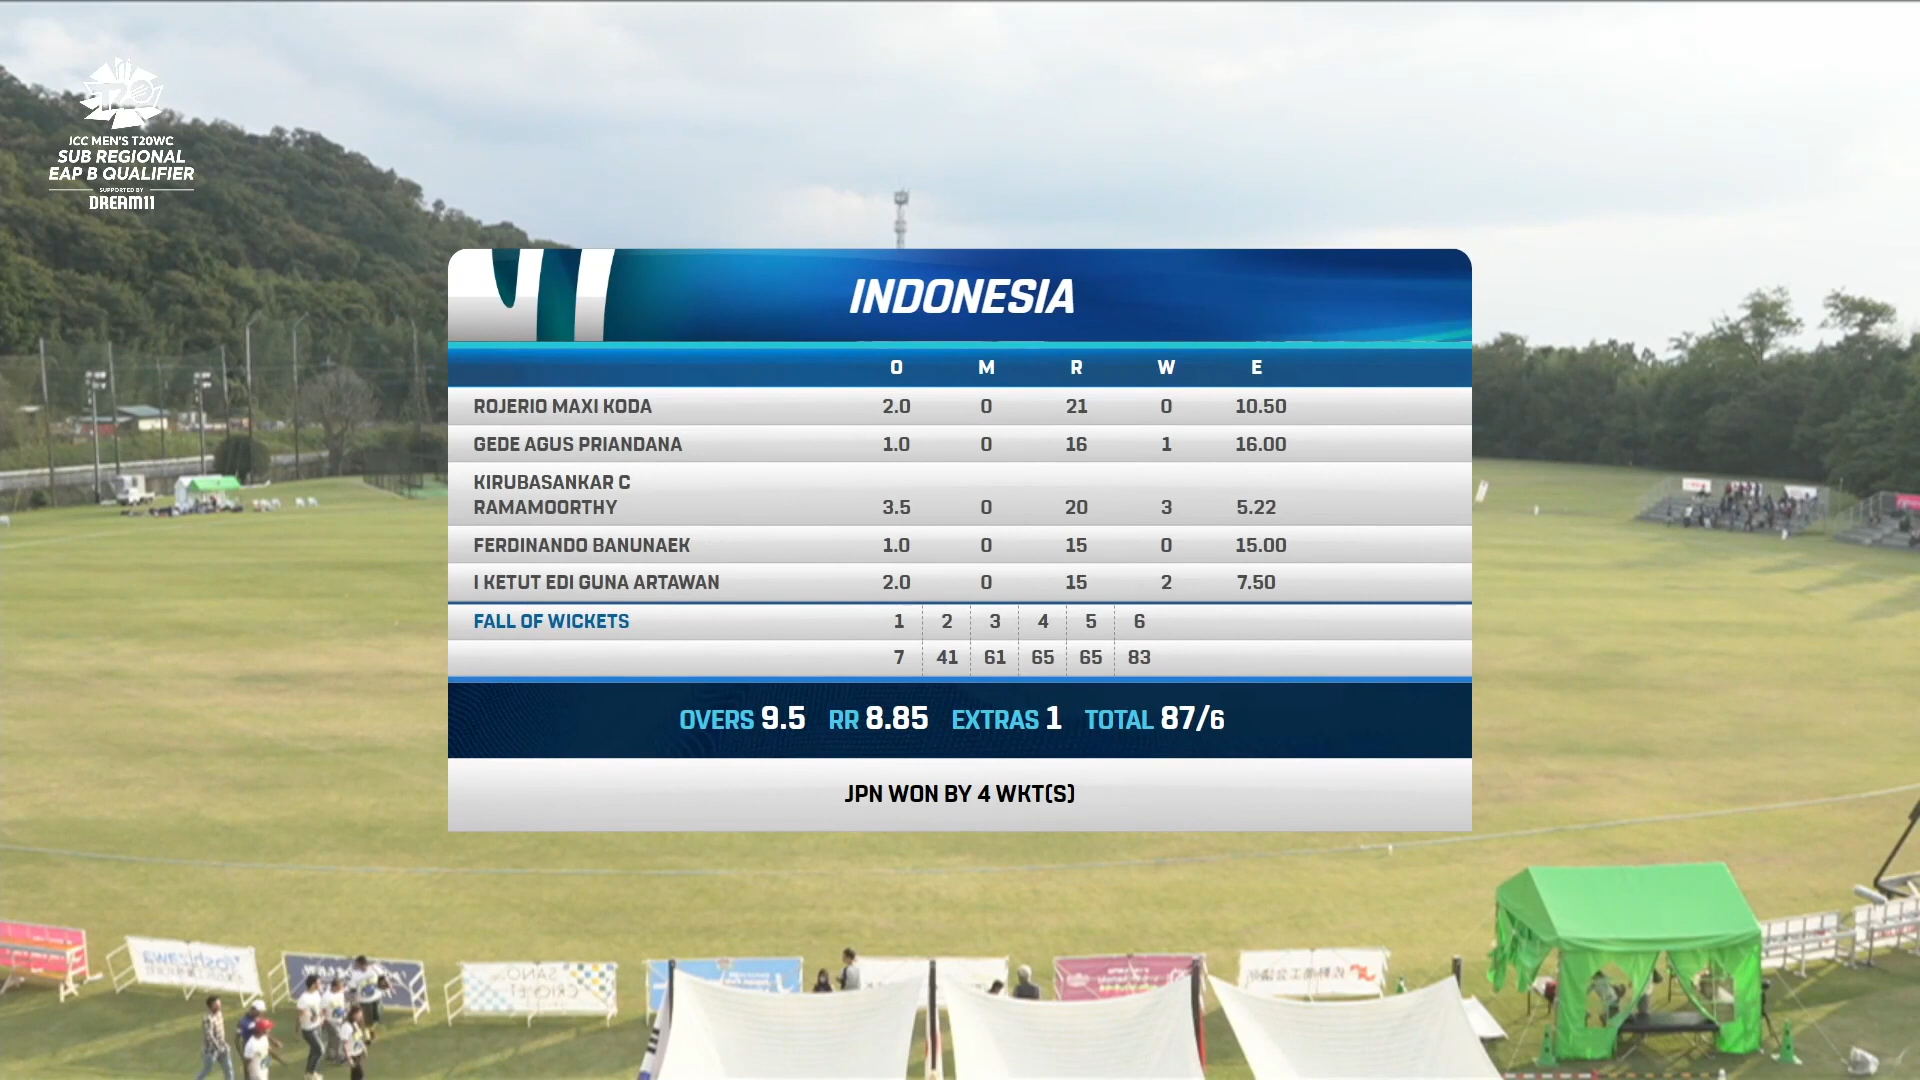 ICC MEN'S T20WC
SUB REGIONAL
EAP B QUALIFIER
SUPPORTED BY
DREAM11
INDONESIA
O M R W E
ROJERIO MAXI KODA 2.0 0 21 0 10.50
GEDE AGUS PRIANDANA 1.0 0 16 1 16.00
KIRUBASANKAR C
RAMAMOORTHY 3.5 0 20 3 5.22
FERDINANDO BANUNAEK 1.0 0 15 0 15.00
I KETUT EDI GUNA ARTAWAN 2.0 0 15 2 7.50
FALL OF WICKETS 1 2 3 4 5 6
7 41 61 65 65 83
OVERS 9.5 RR 8.85 EXTRAS 1 TOTAL 87/6
JPN WON BY 4 WKT(S)
SANO